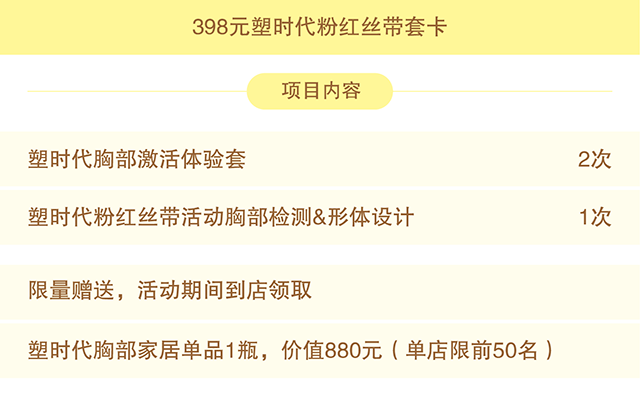 398元塑时代粉红丝带套卡
项目内容
塑时代胸部激活体验套 2次
塑时代粉红丝带活动胸部检测&形体设计 1次
限量赠送，活动期间到店领取
塑时代胸部家居单品1瓶，价值880元（单店限前50名）